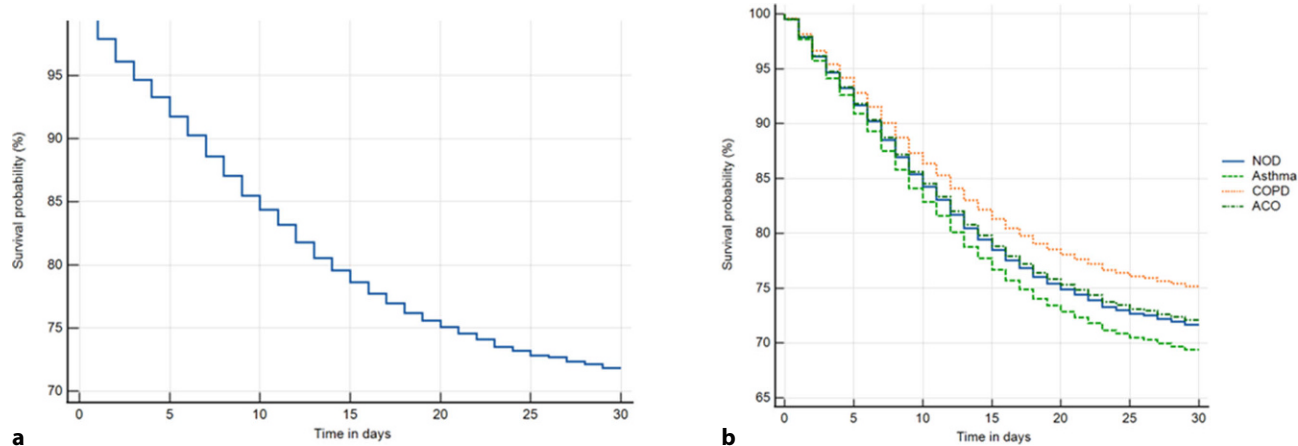 95
90
85
80
75
70
0 5 10 15 20 25 30
Survival probability (%)
Time in days
a
100
95
90
85
80
75
70
65
0 5 10 15 20 25 30
Survival probability (%)
Time in days
NOD
Asthma
COPD
ACO
b